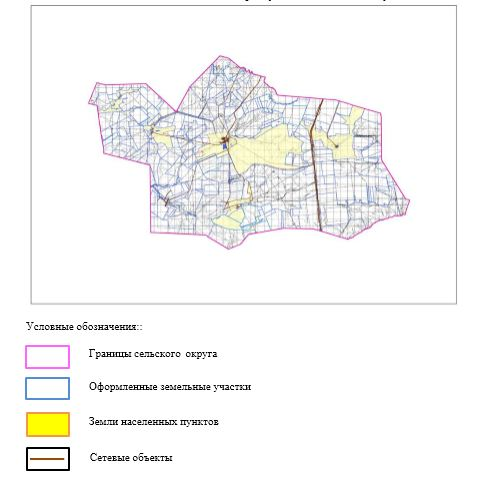 Условные обозначения::
Границы сельского округа
Оформленные земельные участки
Земли населенных пунктов
Сетевые объекты